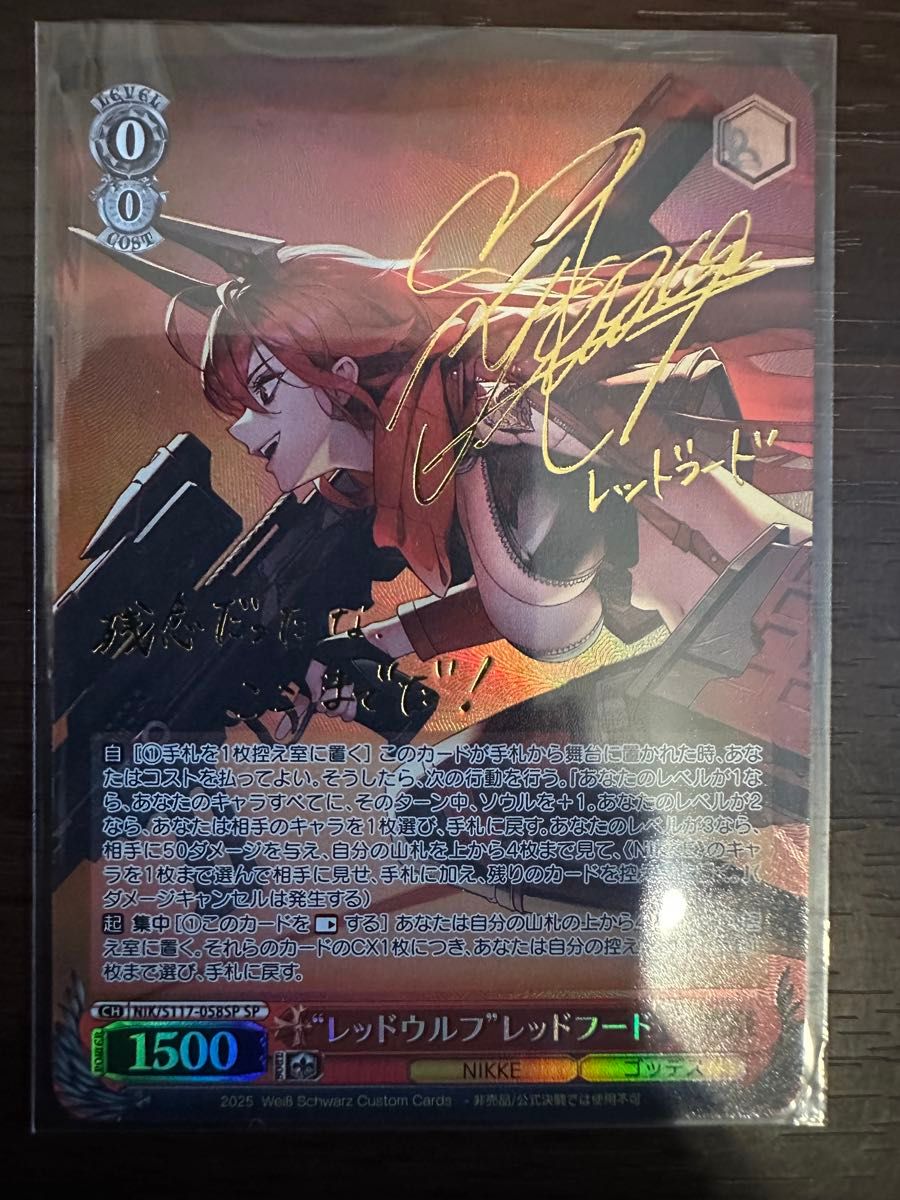 LEVEL
0
0
COST
レッドフード
残念だったな
ここまでだ!
自 [①手札を1枚控え室に置く] このカードが手札から舞台に置かれた時、あな
たはコストを払ってよい。そうしたら、次の行動を行う。『あなたのレベルが1な
ら、あなたのキャラすべてに、そのターン中、ソウルを+1。あなたのレベルが2
なら、あなたは相手のキャラを1枚選び、手札に戻す。あなたのレベルが3なら、
相手に50ダメージを与え、自分の山札を上から4枚まで見て、《NIKKE》のキャ
ラを1枚まで選んで相手に見せ、手札に加え、残りのカードを控
ダメージキャンセルは発生する)
起 集中 [①このカードを する] あなたは自分の山札の上から4
え室に置く。それらのカードのCX1枚につき、あなたは自分の控え
枚まで選び、手札に戻す。
CH NIK/S117-058SP SP
"レッドウルフ"レッドフード
1500
NIKKE ゴッデス
2025 Weiß Schwarz Custom Cards ・非売品/公式決闘では使用不可